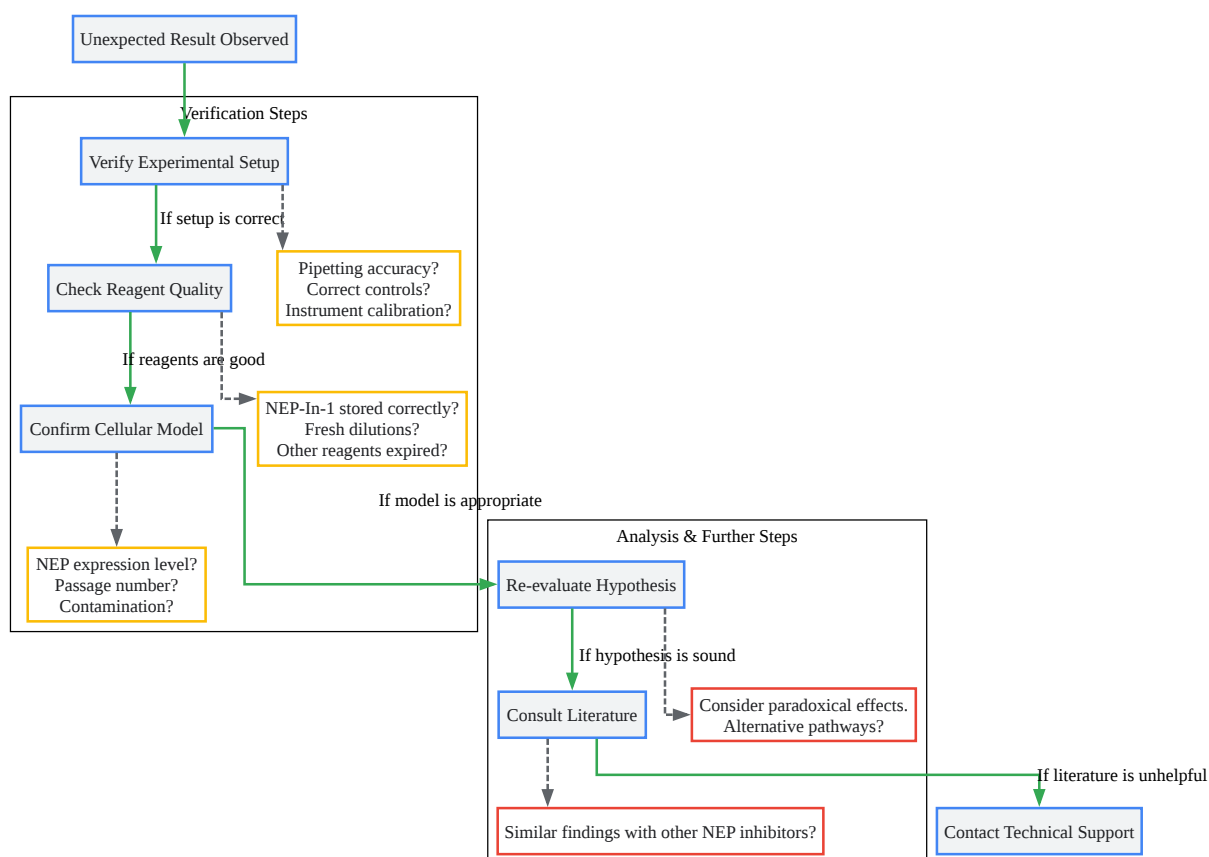 Unexpected Result Observed
Verification Steps
Verify Experimental Setup
If setup is correct
Pipetting accuracy?
Correct controls?
Instrument calibration?
Check Reagent Quality
If reagents are good
NEP-In-1 stored correctly?
Fresh dilutions?
Other reagents expired?
Confirm Cellular Model
If model is appropriate
NEP expression level?
Passage number?
Contamination?
Analysis & Further Steps
Re-evaluate Hypothesis
If hypothesis is sound
Consider paradoxical effects.
Alternative pathways?
Consult Literature
If literature is unhelpful
Similar findings with other NEP inhibitors?
Contact Technical Support